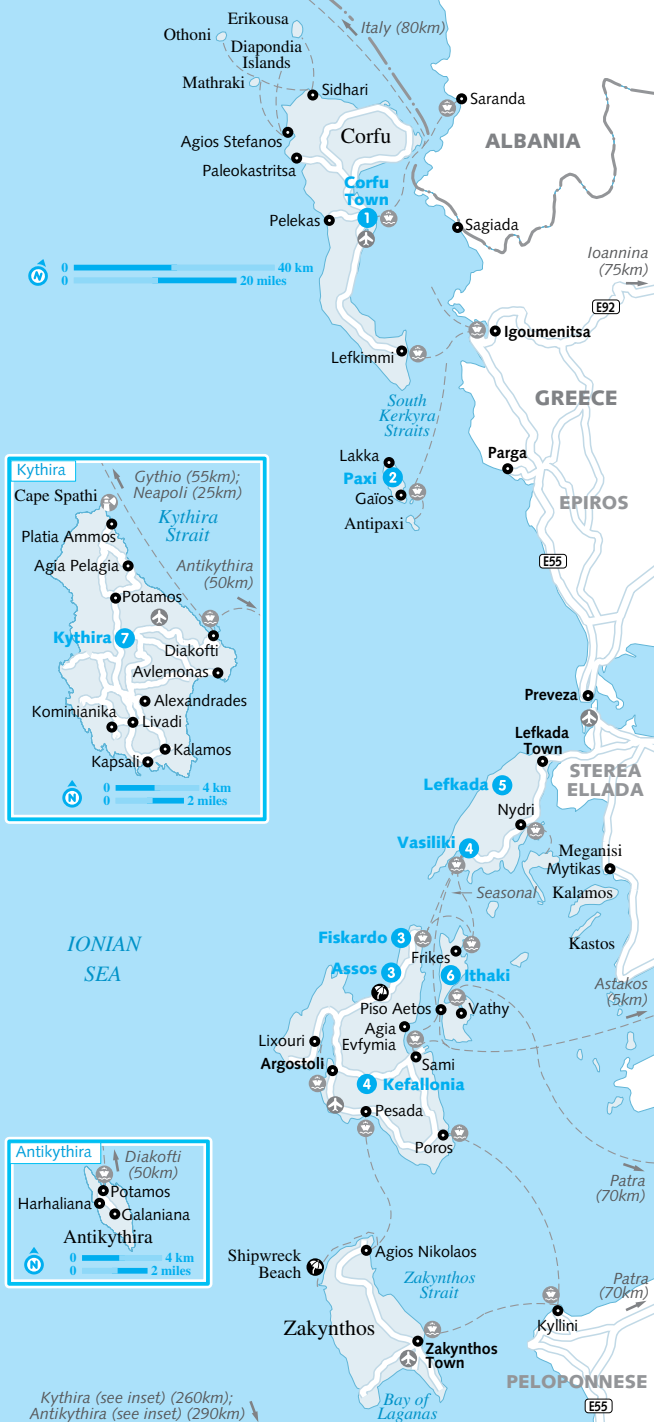 Erikousa
Othoni
Diapondia
Islands
Mathraki
Italy (80km)
Sidhari
Saranda
Corfu
ALBANIA
Agios Stefanos
Paleokastritsa
Corfu
Town
1
Pelekas
Sagiada
Ioannina
(75km)
N
0 40 km
0 20 miles
E92
Igoumenitsa
Lefkimmi
GREECE
South
Kerkyra
Straits
Lakka
Paxi 2
Gaïos
Antipaxi
Parga
EPIROS
E55
Kythira
Gythio (55km);
Neapoli (25km)
Cape Spathi
Kythira
Strait
Platia Ammos
Agia Pelagia
Antikythira
(50km)
Potamos
Kythira 7
Diakofti
Avlemonas
Alexandrades
Kominianika
Livadi
Kalamos
Kapsali
N
0 4 km
0 2 miles
Preveza
Lefkada
Town
STEREA
ELLADA
Lefkada 5
Nydri
Vasiliki 4
Meganisi
Mytikas
Seasonal
Kalamos
Kastos
IONIAN
SEA
Fiskardo 3
Frikes
Assos 3
6 Ithaki
Astakos
(5km)
Piso Aetos
Vathy
Agia
Evfymia
Lixouri
Sami
Argostoli
4 Kefallonia
Pesada
Poros
Patra
(70km)
Antikythira
Diakofti
(50km)
Potamos
Harhaliana
Galaniana
Antikythira
N
0 4 km
0 2 miles
Agios Nikolaos
Shipwreck
Beach
Zakynthos
Strait
Patra
(70km)
Kyllini
Zakynthos
Zakynthos
Town
PELOPONNESE
E55
Bay of
Laganas
Kythira (see inset) (260km);
Antikythira (see inset) (290km)